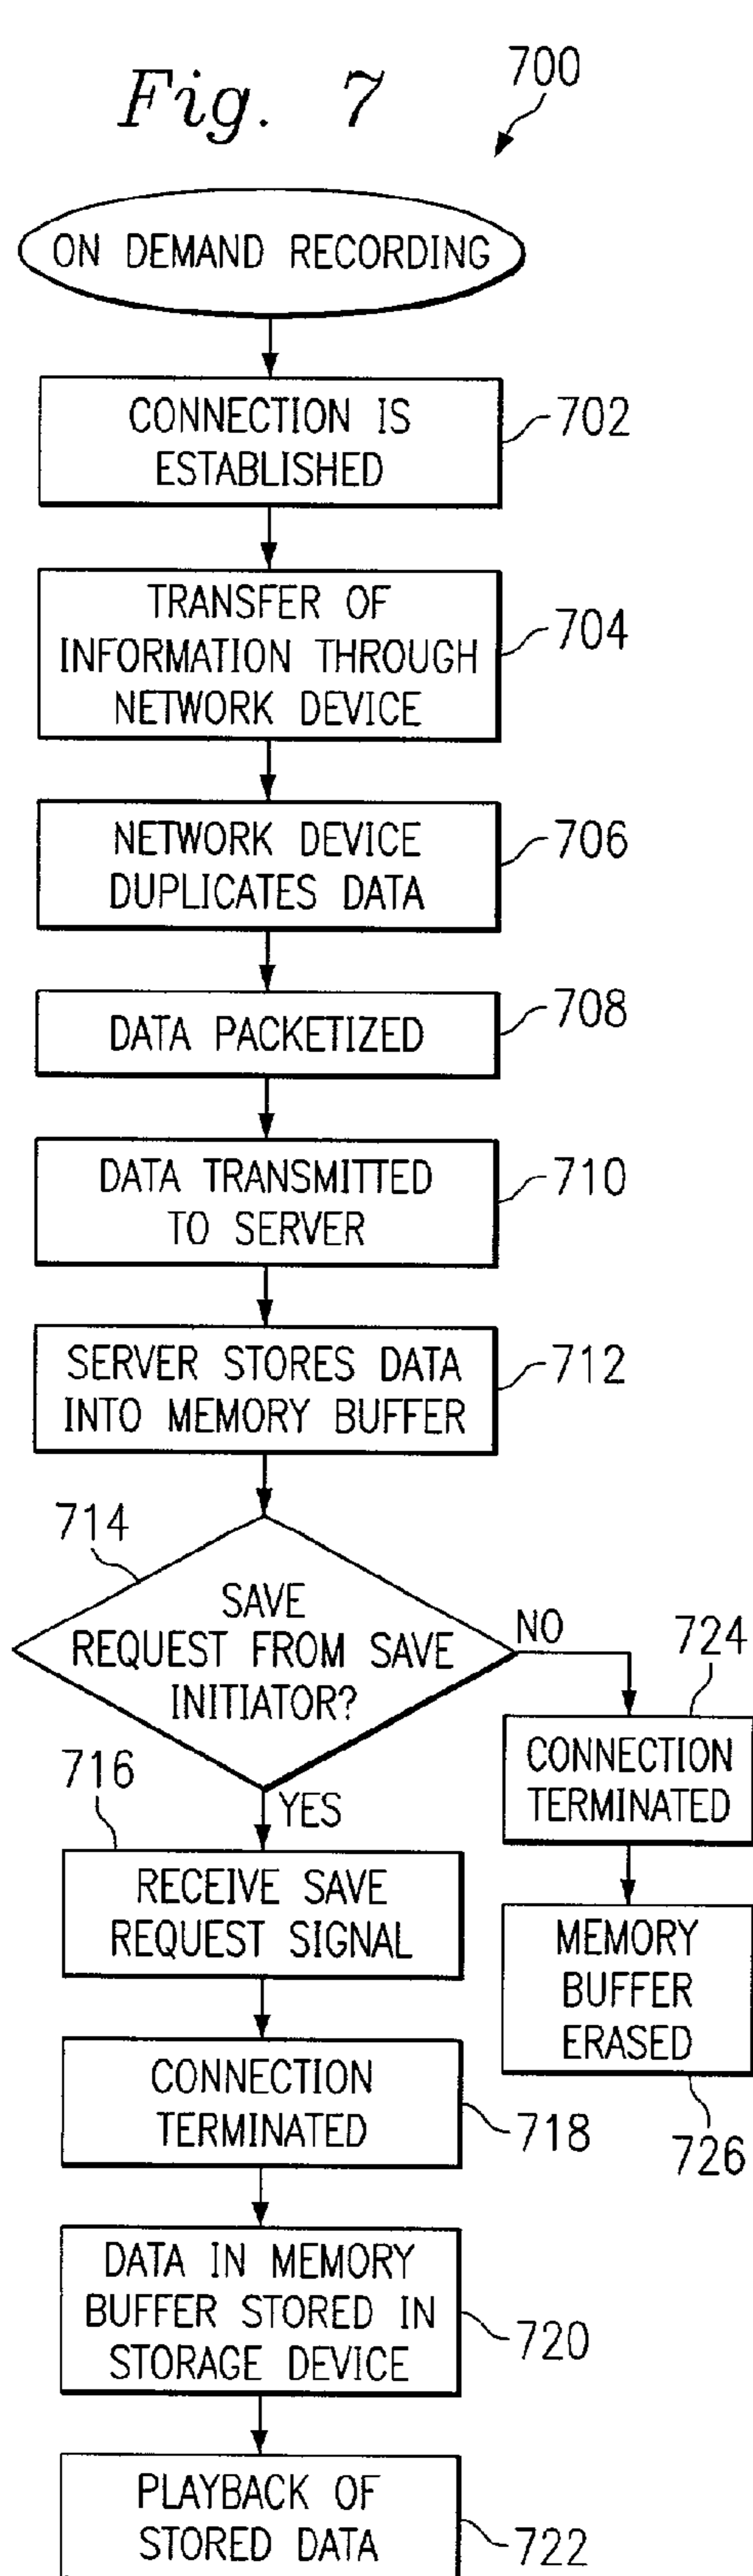 Fig. 7
700
ON DEMAND RECORDING
CONNECTION IS
ESTABLISHED
702
TRANSFER OF
INFORMATION THROUGH
NETWORK DEVICE
704
NETWORK DEVICE
DUPLICATES DATA
706
DATA PACKETIZED
708
DATA TRANSMITTED
TO SERVER
710
SERVER STORES DATA
INTO MEMORY BUFFER
712
714
SAVE
REQUEST FROM SAVE
INITIATOR?
NO
724
CONNECTION
TERMINATED
716
YES
RECEIVE SAVE
REQUEST SIGNAL
MEMORY
BUFFER
ERASED
726
CONNECTION
TERMINATED
718
DATA IN MEMORY
BUFFER STORED IN
STORAGE DEVICE
720
PLAYBACK OF
STORED DATA
722